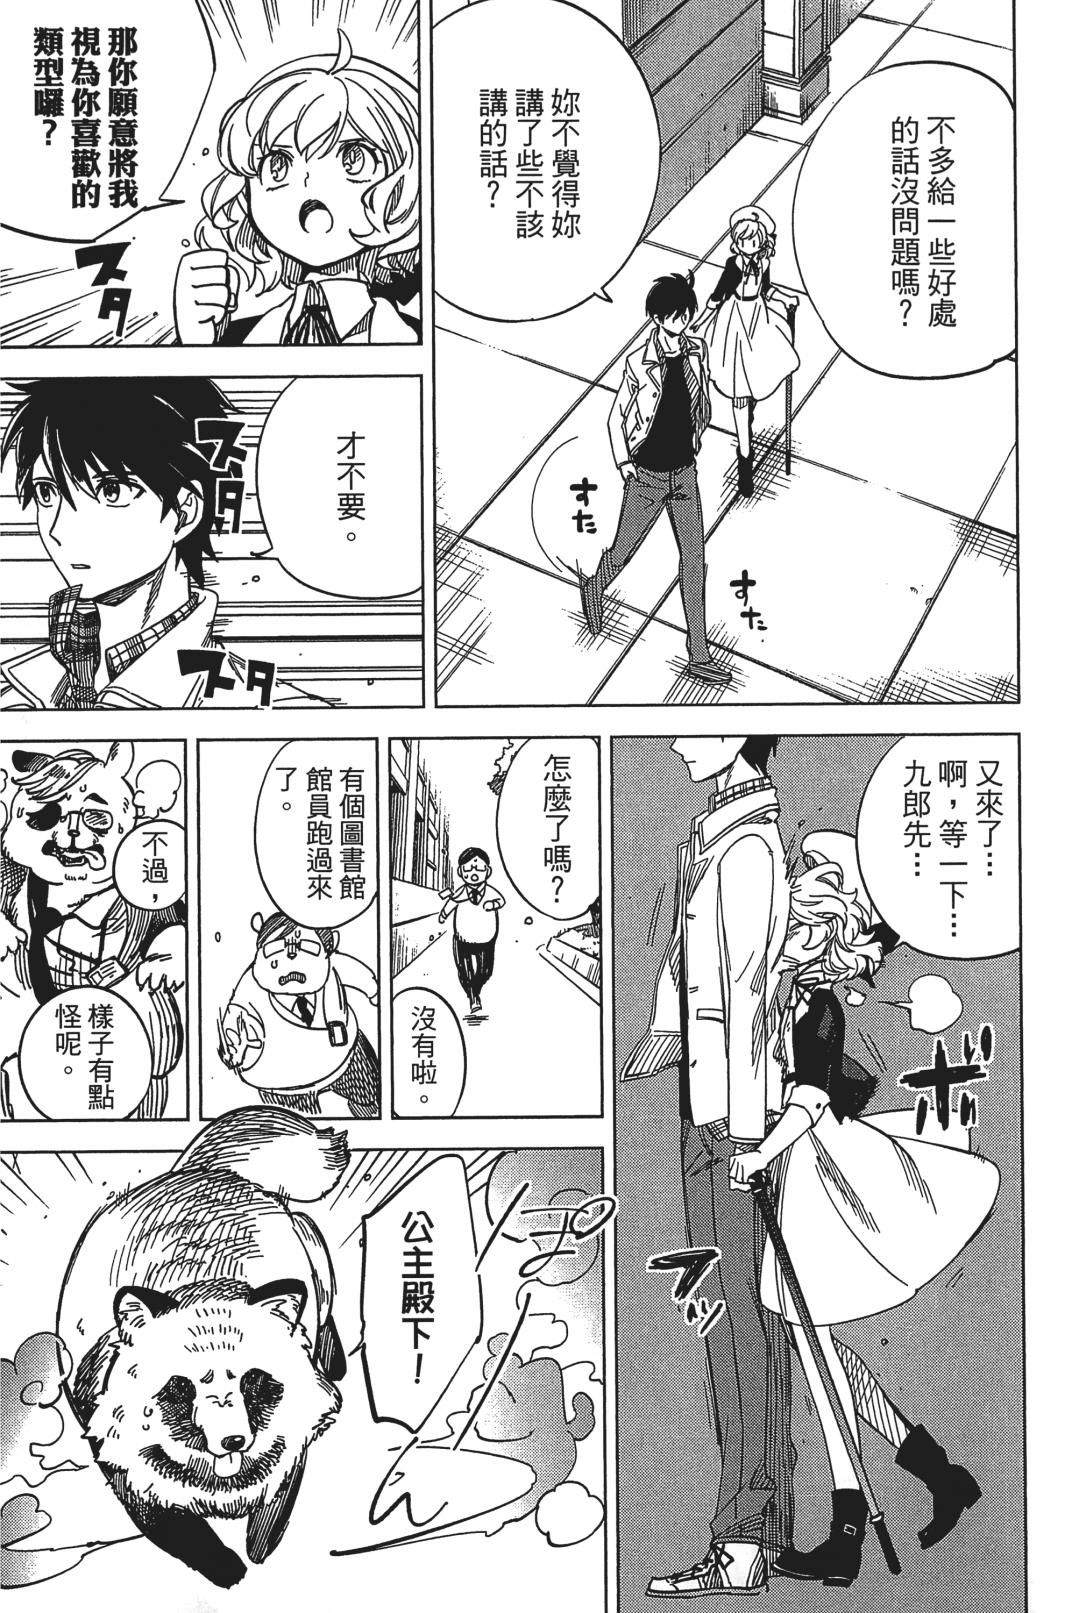 不多給一些好處
的話沒問題嗎？
妳不覺得妳
講了些不該
講的話？
すた
すた
那你願意將我
視為你喜歡的
類型囉？
スタ
才不要。
スタ
スタ
又來了…
啊，等一下…
九郎先…
ボッ
怎麼了嗎？
沒有啦。
有個圖書館
館員跑過來
了。
不過，
樣子有點
怪呢。
公主殿下！